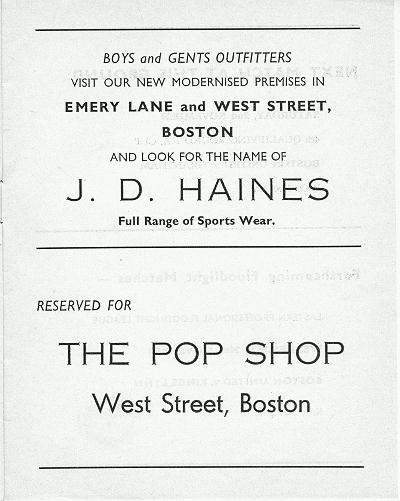 BOYS and GENTS OUTFITTERS
VISIT OUR NEW MODERNISED PREMISES IN
EMERY LANE and WEST STREET,
BOSTON
AND LOOK FOR THE NAME OF
J. D. HAINES
Full Range of Sports Wear.
RESERVED FOR
THE POP SHOP
West Street, Boston